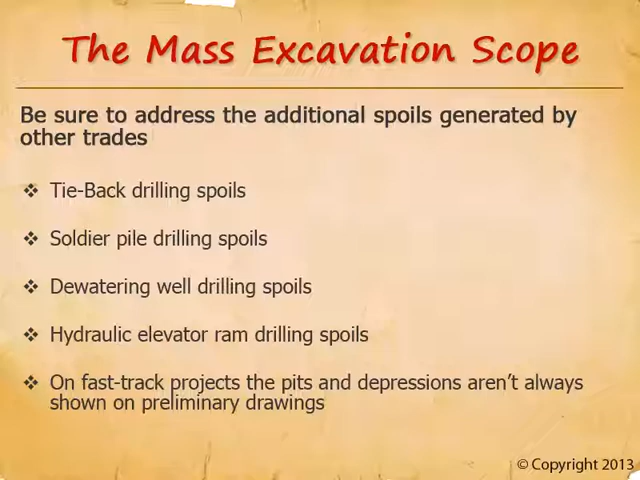 The Mass Excavation Scope
Be sure to address the additional spoils generated by
other trades
❖ Tie-Back drilling spoils
❖ Soldier pile drilling spoils
❖ Dewatering well drilling spoils
❖ Hydraulic elevator ram drilling spoils
❖ On fast-track projects the pits and depressions aren't always
shown on preliminary drawings
© Copyright 2013